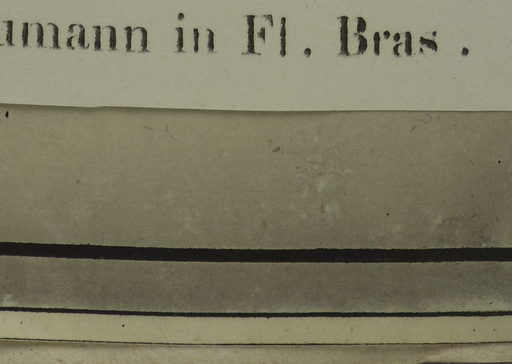 umann in Fl. Bras.